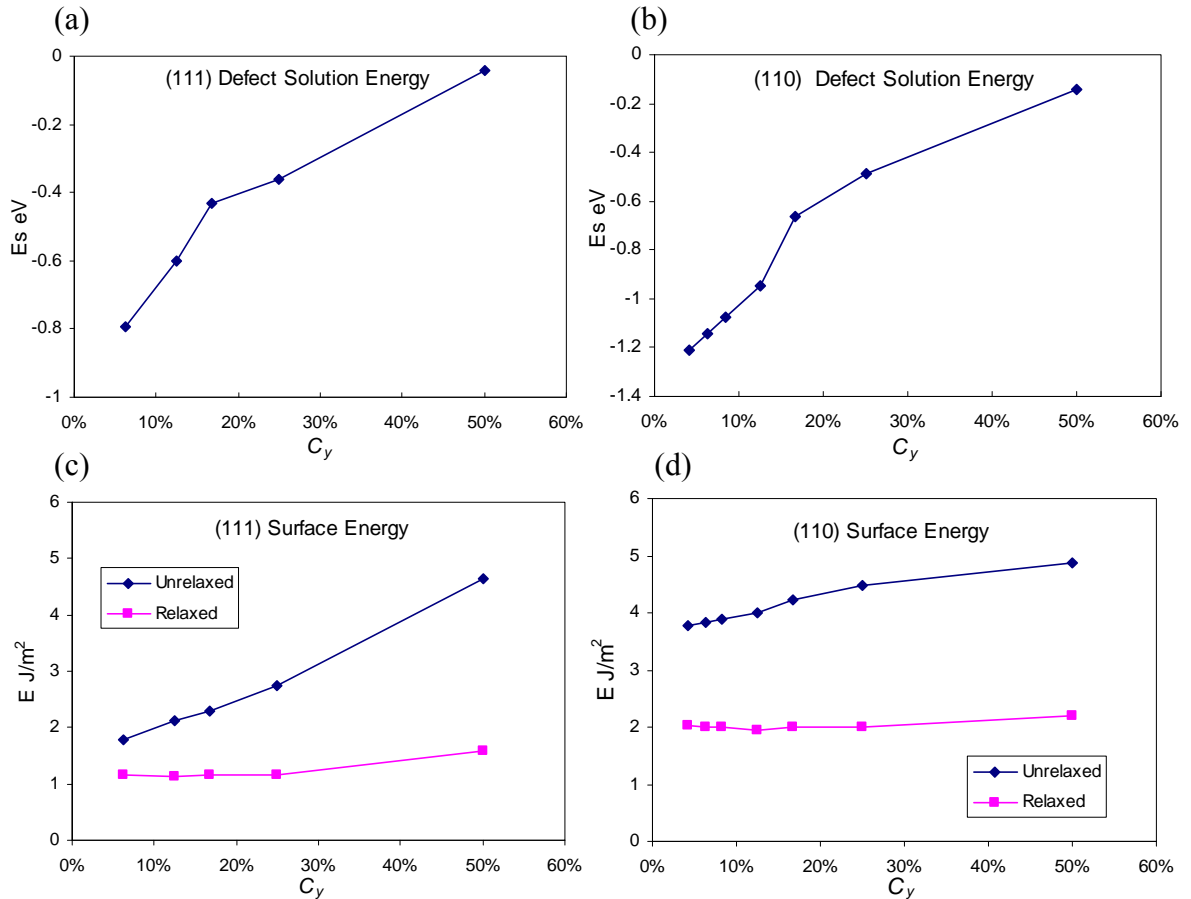 (a)
(111) Defect Solution Energy
0
-0.2
-0.4
-0.6
-0.8
-1
Es eV
0% 10% 20% 30% 40% 50% 60%
Cy
(b)
(110) Defect Solution Energy
0
-0.2
-0.4
-0.6
-0.8
-1
-1.2
-1.4
Es eV
0% 10% 20% 30% 40% 50% 60%
Cy
(c)
(111) Surface Energy
6
5
4
3
2
1
0
E J/m²
Unrelaxed
Relaxed
0% 10% 20% 30% 40% 50% 60%
Cy
(d)
(110) Surface Energy
6
5
4
3
2
1
0
E J/m²
Unrelaxed
Relaxed
0% 10% 20% 30% 40% 50% 60%
Cy